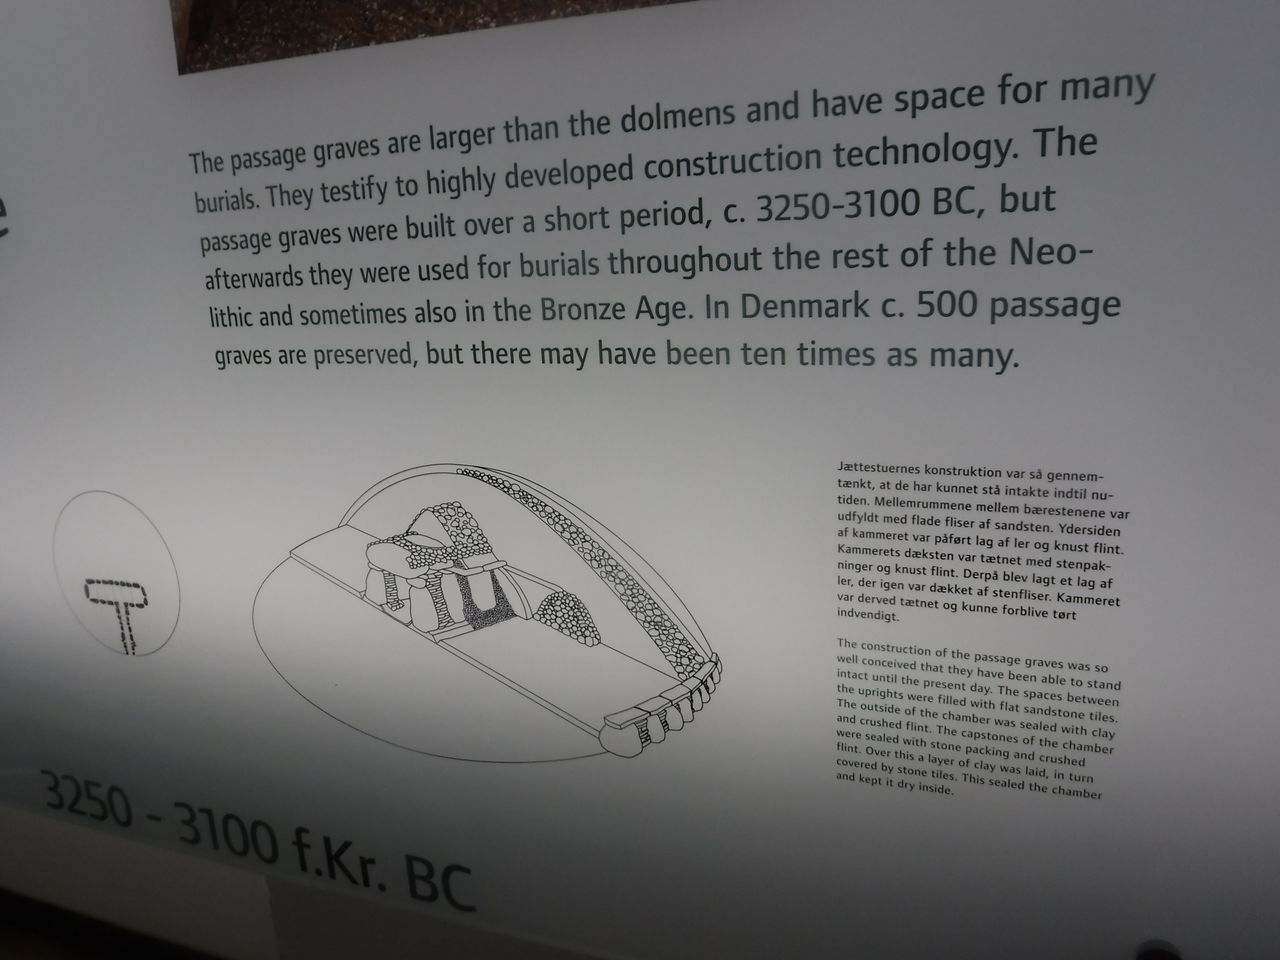 The passage graves are larger than the dolmens and have space for many
burials. They testify to highly developed construction technology. The
passage graves were built over a short period, c. 3250-3100 BC, but
afterwards they were used for burials throughout the rest of the Neo-
lithic and sometimes also in the Bronze Age. In Denmark c. 500 passage
graves are preserved, but there may have been ten times as many.
Jættestuernes konstruktion var så gennem-
tænkt, at de har kunnet stå intakte indtil nu-
tiden. Mellemrummene mellem bærestenene var
udfyldt med flade fliser af sandsten. Ydersiden
af kammeret var påført lag af ler og knust flint.
Kammerets dæksten var tætnet med stenpak-
ninger og knust flint. Derpå blev lagt et lag af
ler, der igen var dækket af stenfliser. Kammeret
var derved tætnet og kunne forblive tørt
indvendigt.
The construction of the passage graves was so
well conceived that they have been able to stand
intact until the present day. The spaces between
the uprights were filled with flat sandstone tiles.
The outside of the chamber was sealed with clay
and crushed flint. The capstones of the chamber
were sealed with stone packing and crushed
flint. Over this a layer of clay was laid, in turn
covered by stone tiles. This sealed the chamber
and kept it dry inside.
3250 - 3100 f.Kr. BC